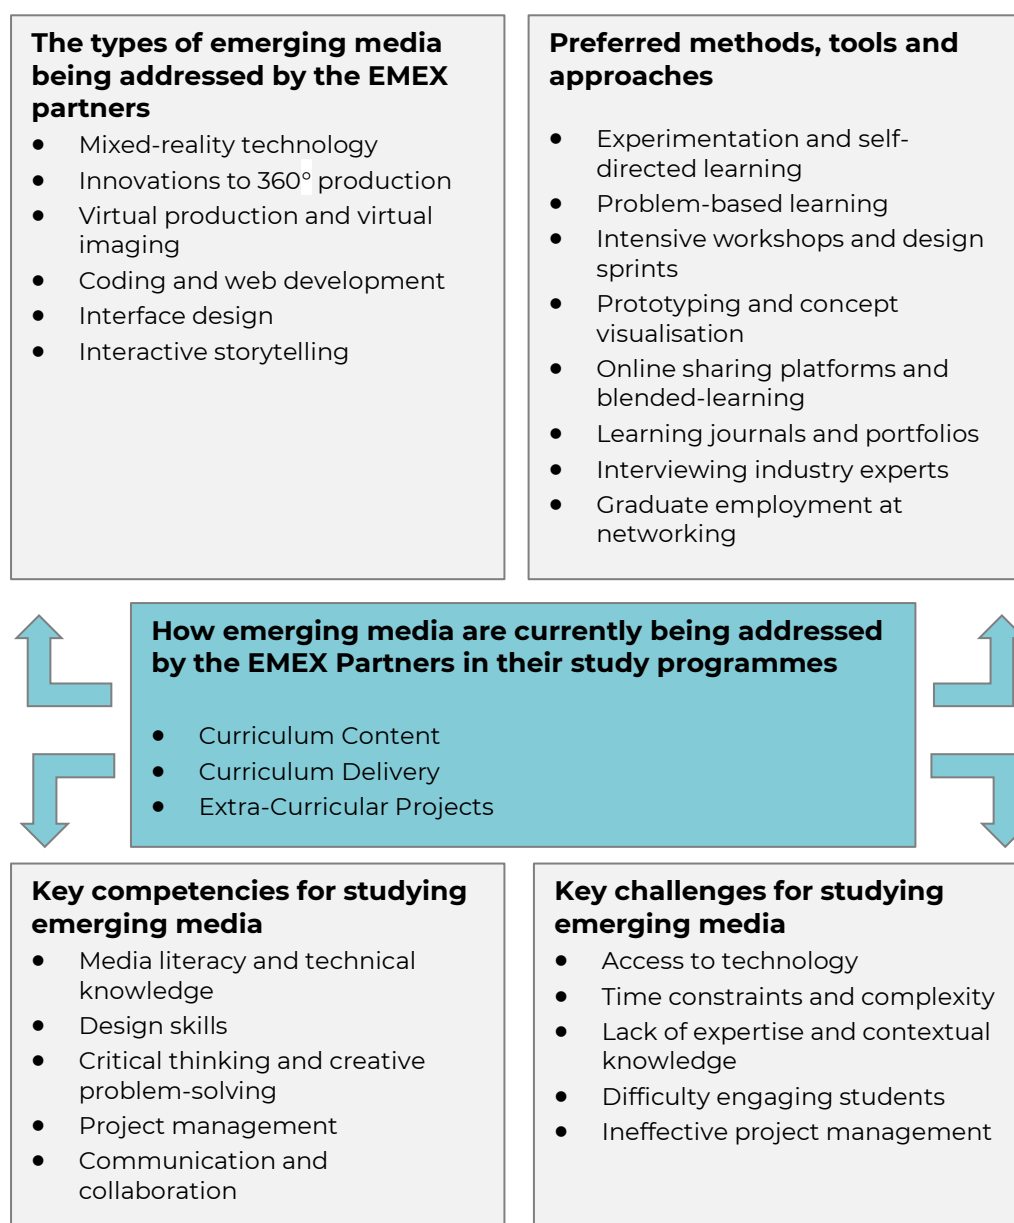 The types of emerging media
being addressed by the EMEX
partners
● Mixed-reality technology
● Innovations to 360° production
● Virtual production and virtual
imaging
● Coding and web development
● Interface design
● Interactive storytelling
Preferred methods, tools and
approaches
● Experimentation and self-
directed learning
● Problem-based learning
● Intensive workshops and design
sprints
● Prototyping and concept
visualisation
● Online sharing platforms and
blended-learning
● Learning journals and portfolios
● Interviewing industry experts
● Graduate employment at
networking
How emerging media are currently being addressed
by the EMEX Partners in their study programmes
● Curriculum Content
● Curriculum Delivery
● Extra-Curricular Projects
Key competencies for studying
emerging media
● Media literacy and technical
knowledge
● Design skills
● Critical thinking and creative
problem-solving
● Project management
● Communication and
collaboration
Key challenges for studying
emerging media
● Access to technology
● Time constraints and complexity
● Lack of expertise and contextual
knowledge
● Difficulty engaging students
● Ineffective project management